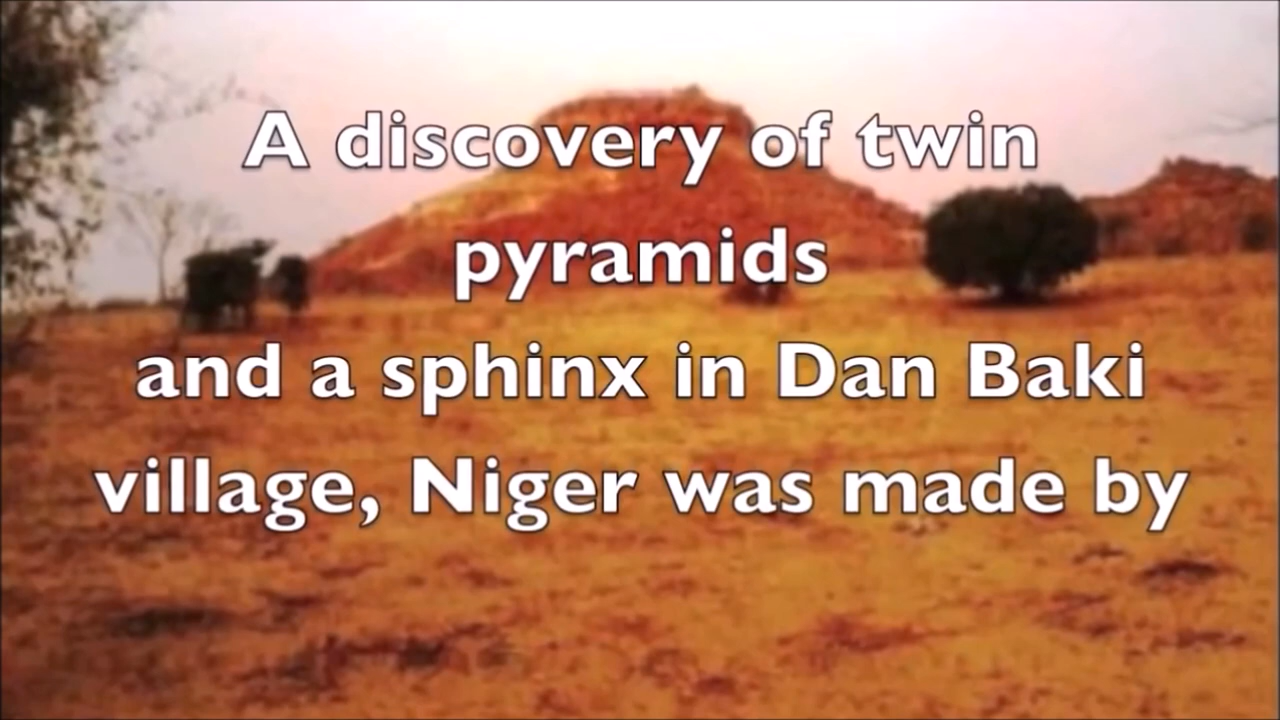 A discovery of twin
pyramids
and a sphinx in Dan Baki
village, Niger was made by